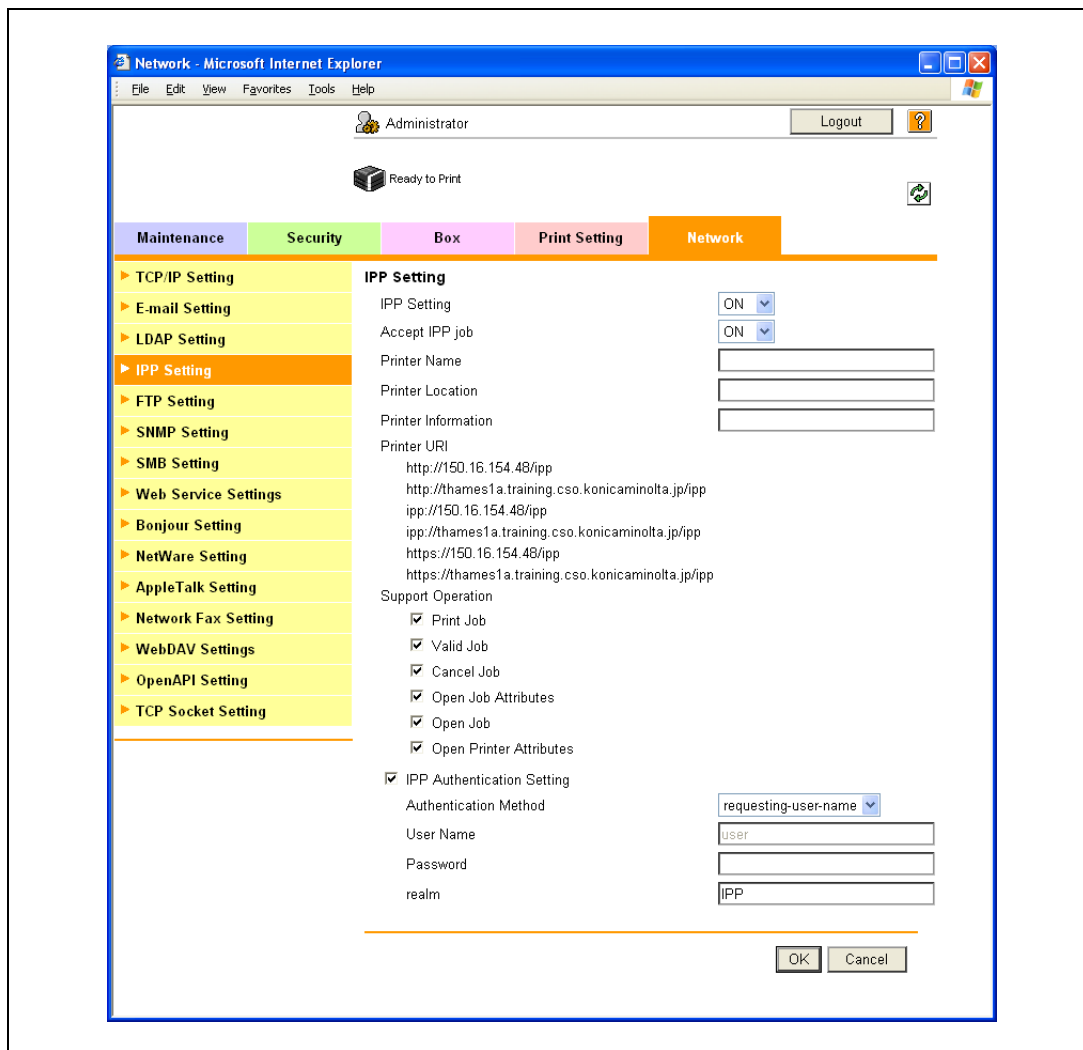 Network - Microsoft Internet Explorer
File Edit View Favorites Tools Help
Administrator Logout ?
Ready to Print
Maintenance Security Box Print Setting Network
TCP/IP Setting
E-mail Setting
LDAP Setting
IPP Setting
FTP Setting
SNMP Setting
SMB Setting
Web Service Settings
Bonjour Setting
NetWare Setting
AppleTalk Setting
Network Fax Setting
WebDAV Settings
OpenAPI Setting
TCP Socket Setting
IPP Setting
IPP Setting ON
Accept IPP job ON
Printer Name
Printer Location
Printer Information
Printer URI
http://150.16.154.48/ipp
http://thames1a.training.cso.konicaminolta.jp/ipp
ipp://150.16.154.48/ipp
ipp://thames1a.training.cso.konicaminolta.jp/ipp
https://150.16.154.48/ipp
https://thames1a.training.cso.konicaminolta.jp/ipp
Support Operation
Print Job
Valid Job
Cancel Job
Open Job Attributes
Open Job
Open Printer Attributes
IPP Authentication Setting
Authentication Method requesting-user-name
User Name user
Password
realm IPP
OK Cancel